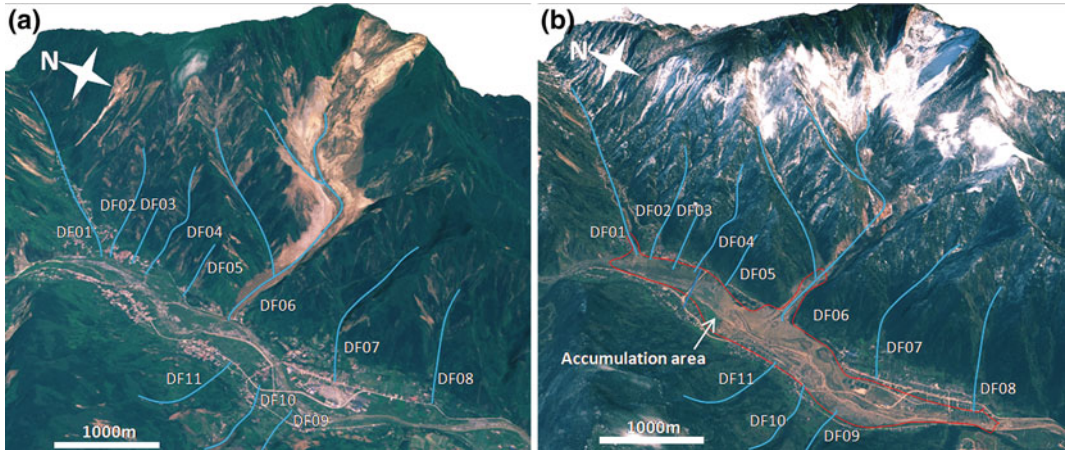 (a)
N
DF01
DF02
DF03
DF04
DF05
DF06
DF07
DF08
DF11
DF10
DF09
1000m
(b)
N
DF01
DF02
DF03
DF04
DF05
DF06
Accumulation area
DF07
DF11
DF08
DF10
DF09
1000m